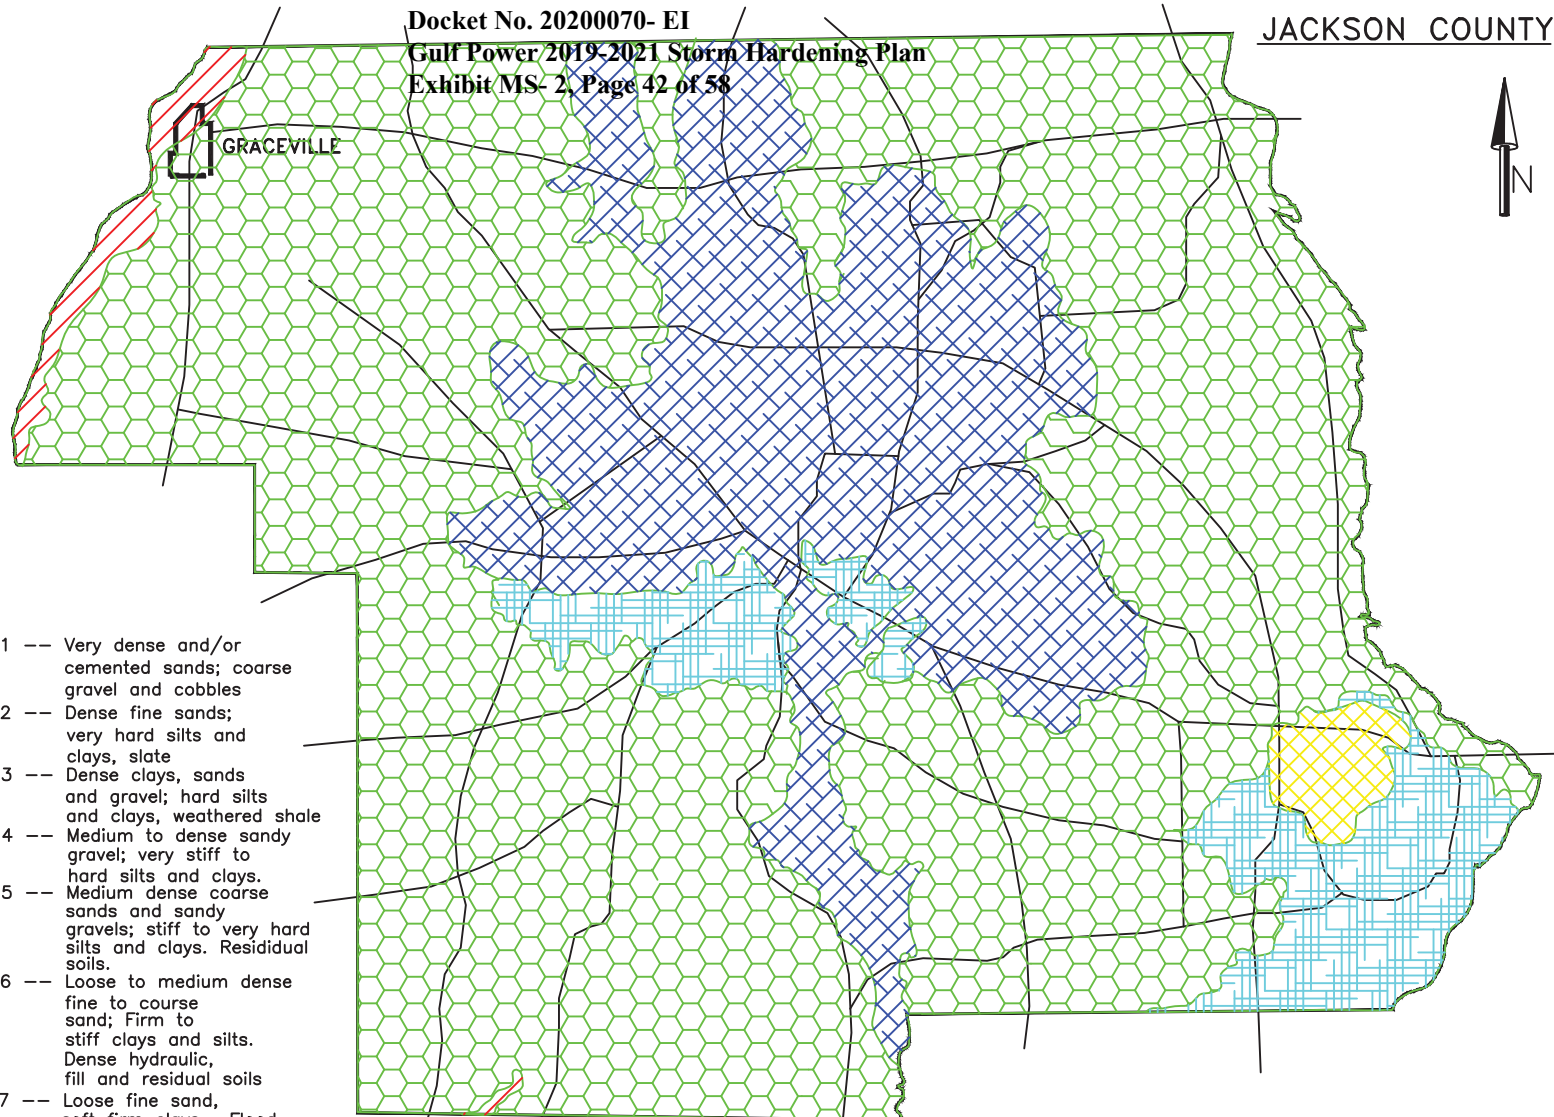 Docket No. 20200070- EI
Gulf Power 2019-2021 Storm Hardening Plan
Exhibit MS- 2, Page 42 of 58
JACKSON COUNTY
N
GRACEVILLE
1 -- Very dense and/or
cemented sands; coarse
gravel and cobbles
2 -- Dense fine sands;
very hard silts and
clays, slate
3 -- Dense clays, sands
and gravel; hard silts
and clays, weathered shale
4 -- Medium to dense sandy
gravel; very stiff to
hard silts and clays.
5 -- Medium dense coarse
sands and sandy
gravels; stiff to very hard
silts and clays. Resididual
soils.
6 -- Loose to medium dense
fine to course
sand; Firm to
stiff clays and silts.
Dense hydraulic,
fill and residual soils
7 -- Loose fine sand,
soft firm clays Flood